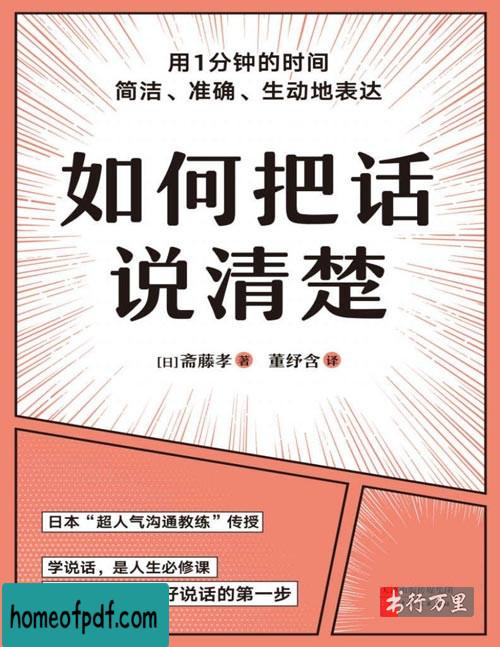 用1分钟的时间
简洁、准确、生动地表达
如何把话
说清楚
[日]斋藤孝 著 董纾含 译
日本“超人气沟通教练”传授
学说话，是人生必修课
好说话的第一步
homeofpdf.com
书行万里